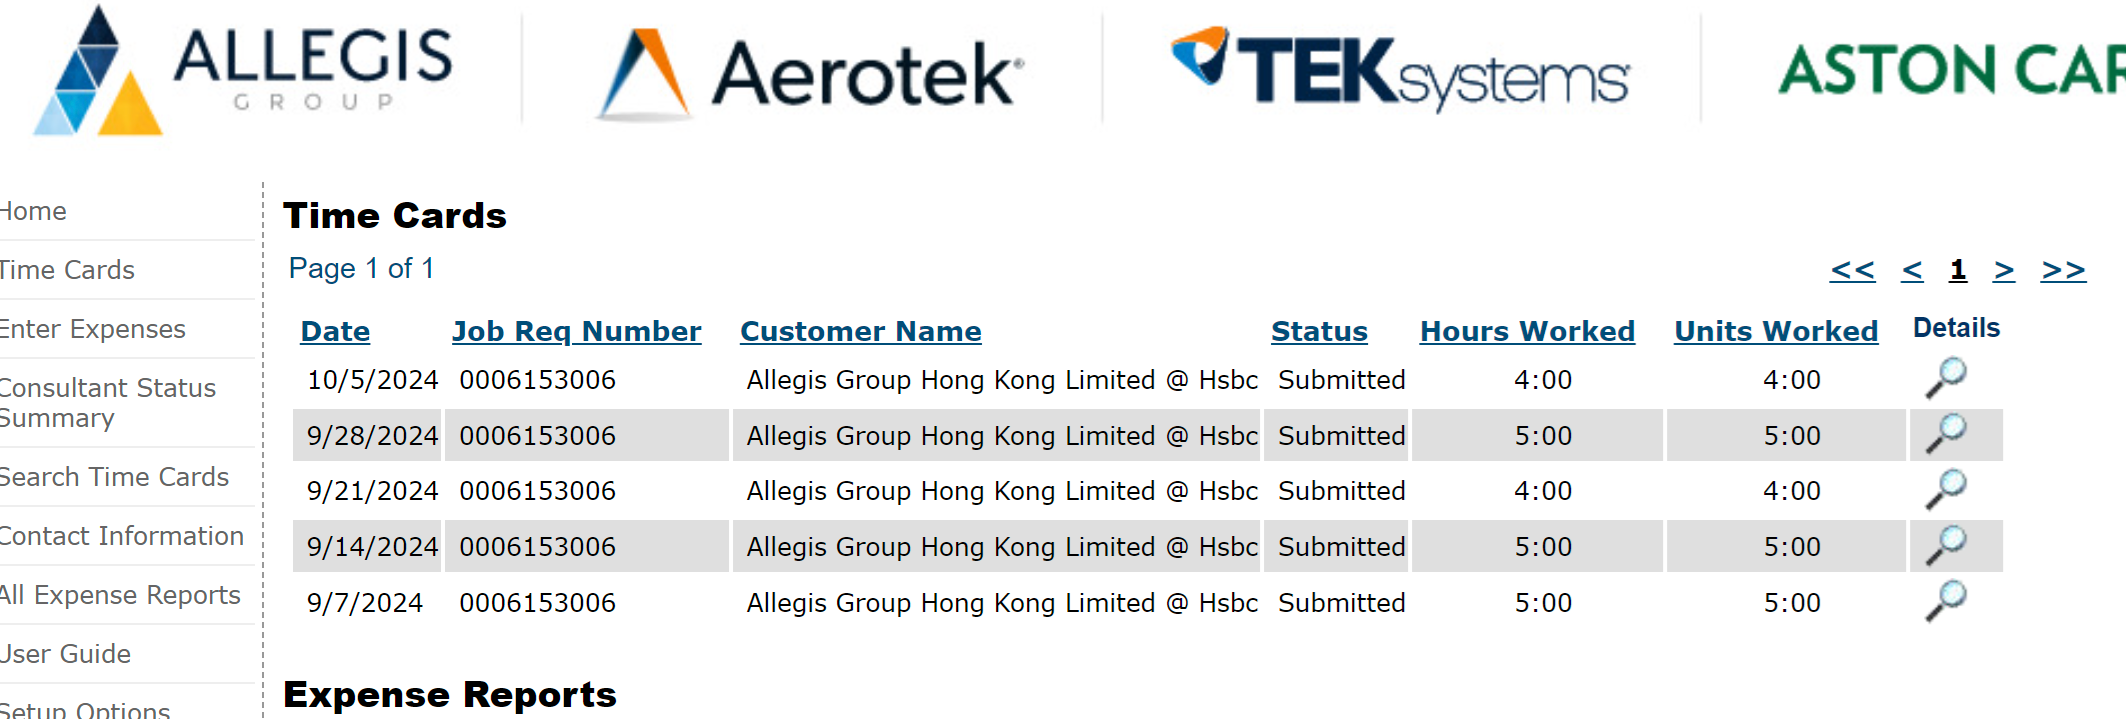 ALLEGIS
GROUP
Aerotek
TEKsystems
ASTON CAR
Home
Time Cards
Enter Expenses
Consultant Status
Summary
Search Time Cards
Contact Information
All Expense Reports
User Guide
Setup Options
Time Cards
Page 1 of 1
<< < 1 > >>
Date Job Req Number Customer Name Status Hours Worked Units Worked Details
10/5/2024 0006153006 Allegis Group Hong Kong Limited @ Hsbc Submitted 4:00 4:00
9/28/2024 0006153006 Allegis Group Hong Kong Limited @ Hsbc Submitted 5:00 5:00
9/21/2024 0006153006 Allegis Group Hong Kong Limited @ Hsbc Submitted 4:00 4:00
9/14/2024 0006153006 Allegis Group Hong Kong Limited @ Hsbc Submitted 5:00 5:00
9/7/2024 0006153006 Allegis Group Hong Kong Limited @ Hsbc Submitted 5:00 5:00
Expense Reports